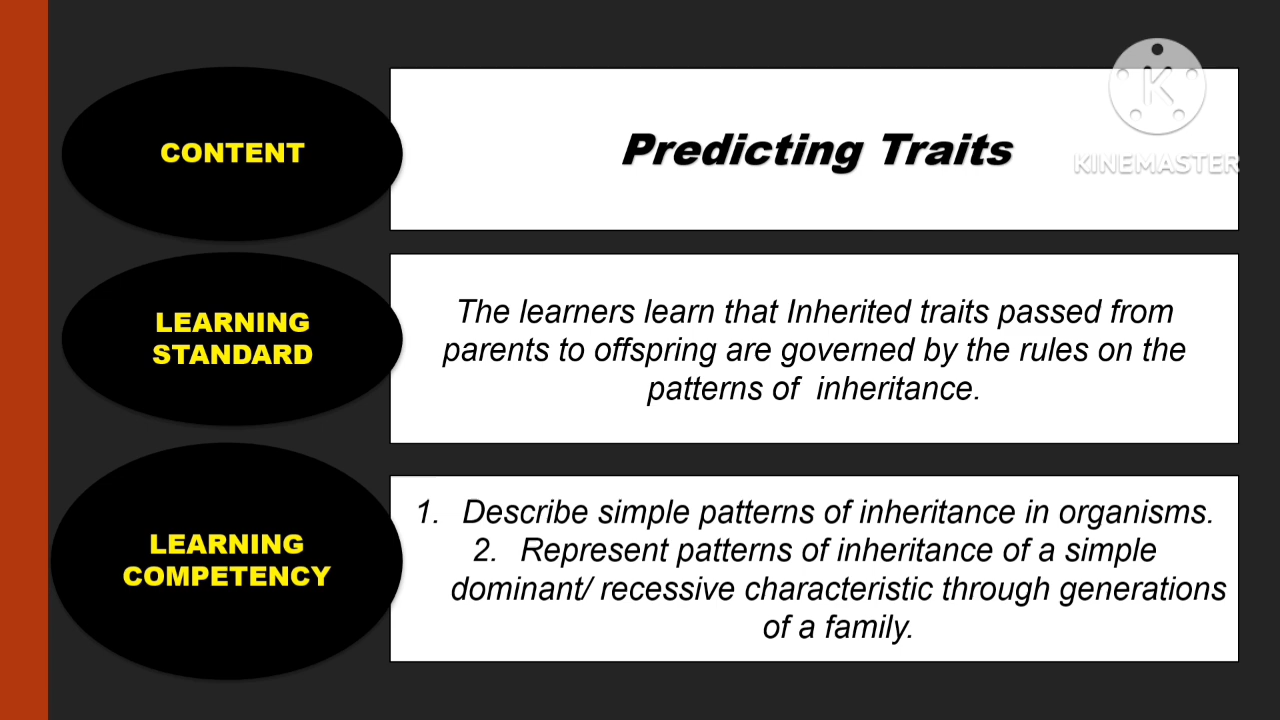 CONTENT
Predicting Traits
K
KINEMASTER
LEARNING
STANDARD
The learners learn that Inherited traits passed from
parents to offspring are governed by the rules on the
patterns of inheritance.
LEARNING
COMPETENCY
1. Describe simple patterns of inheritance in organisms.
2. Represent patterns of inheritance of a simple
dominant/ recessive characteristic through generations
of a family.